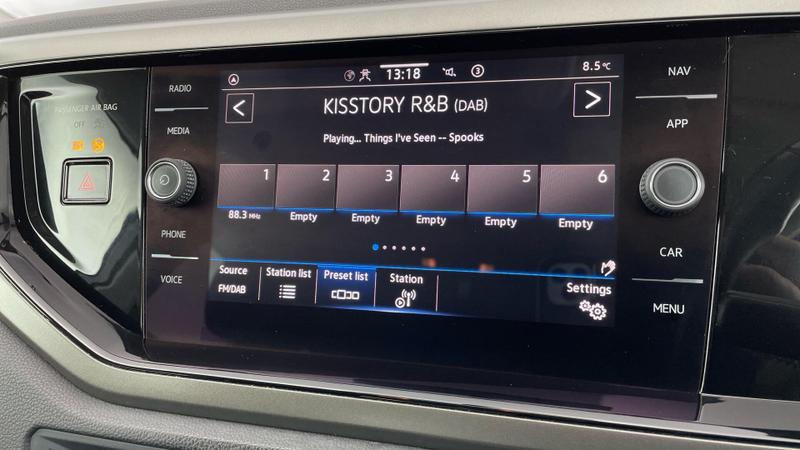 PASSENGER AIR BAG
OFF
RADIO
MEDIA
PHONE
VOICE
13:18
3
8.5°C
<
KISSTORY R&B (DAB)
>
Playing... Things I've Seen -- Spooks
1 2 3 4 5 6
88.3 MHz Empty Empty Empty Empty Empty
Source Station list Preset list Station Settings
FM/DAB
NAV
APP
CAR
MENU